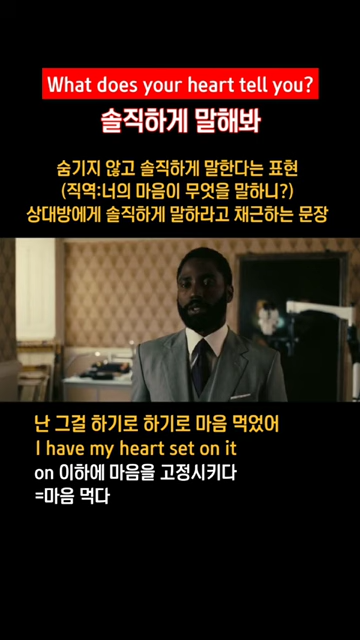 What does your heart tell you?
솔직하게 말해봐
숨기지 않고 솔직하게 말한다는 표현
(직역:너의 마음이 무엇을 말하니?)
상대방에게 솔직하게 말하라고 채근하는 문장
난 그걸 하기로 하기로 마음 먹었어
I have my heart set on it
on 이하에 마음을 고정시키다
=마음 먹다